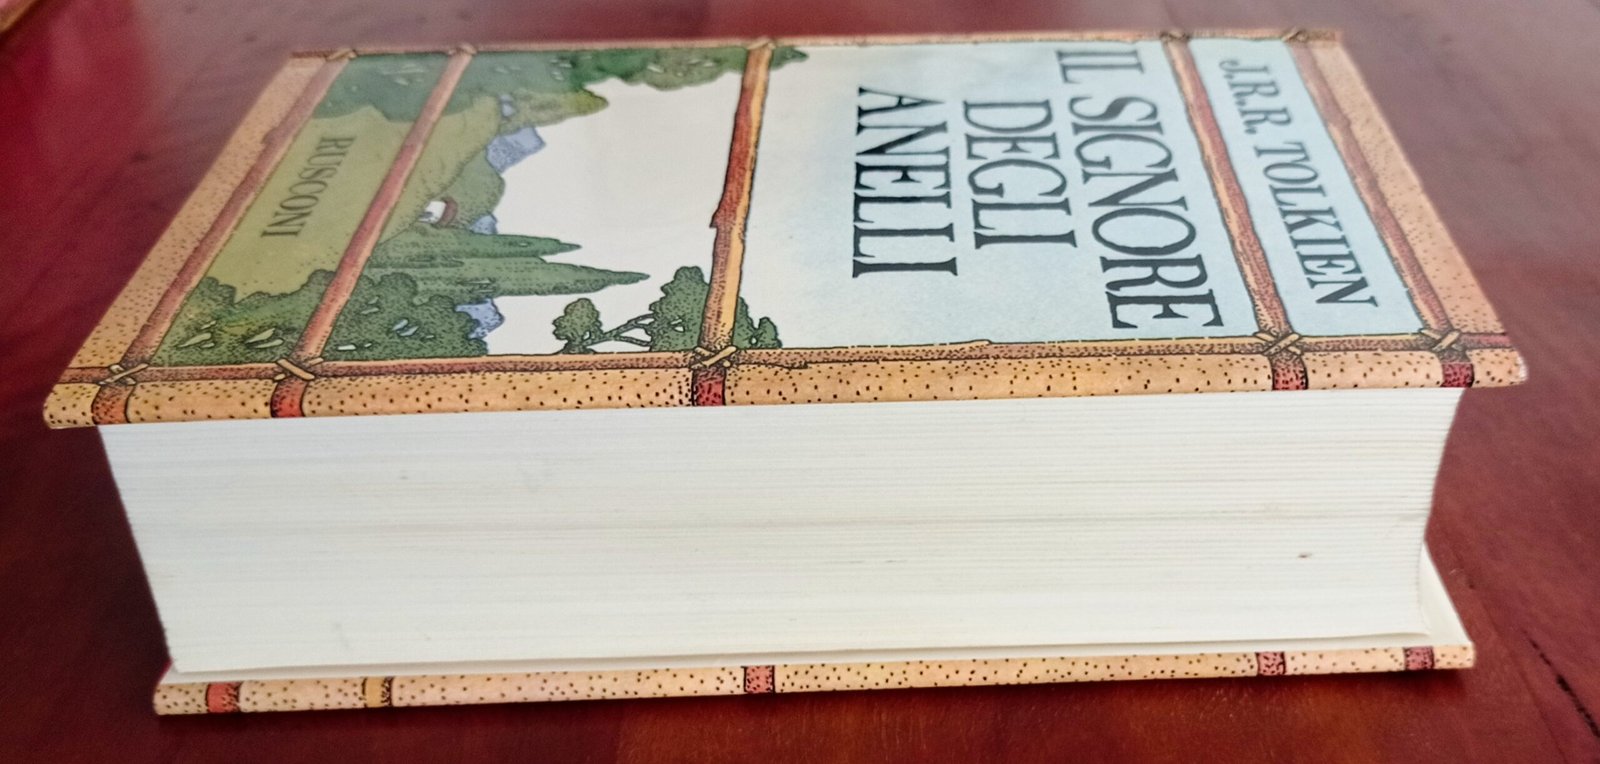 J.R.R. TOLKIEN
IL SIGNORE
DEGLI
ANELLI
RUSCONI